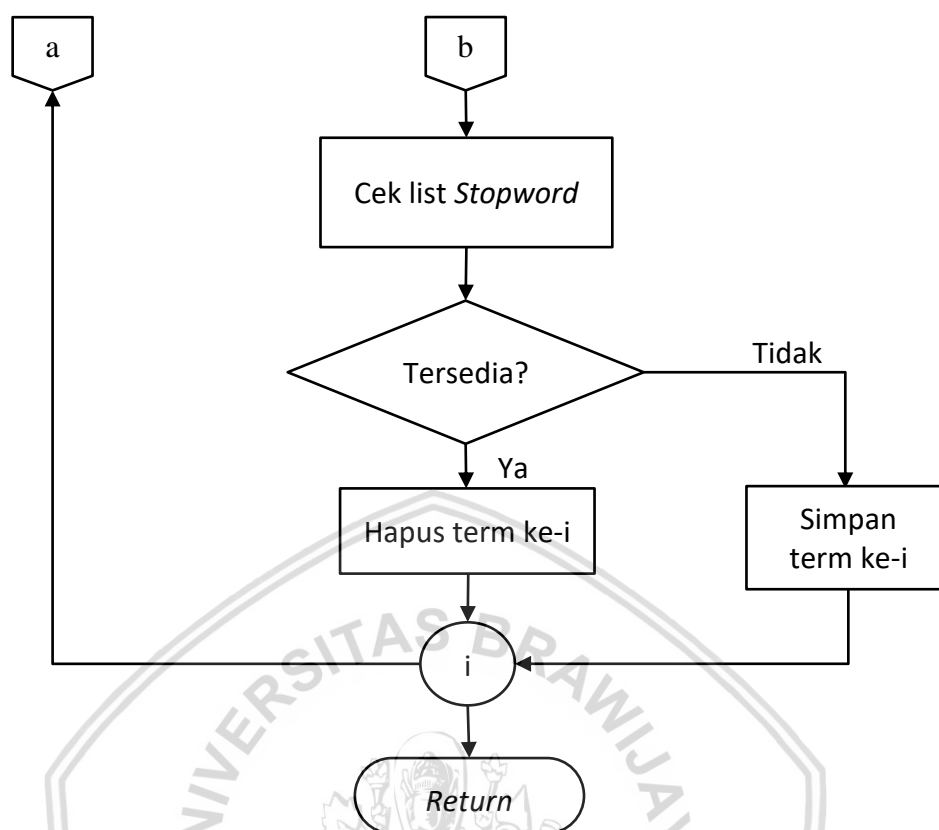 a
b
Cek list Stopword
Tersedia?
Tidak
Ya
Hapus term ke-i
Simpan
term ke-i
i
Return
UNIVERSITAS BRAWIJAYA